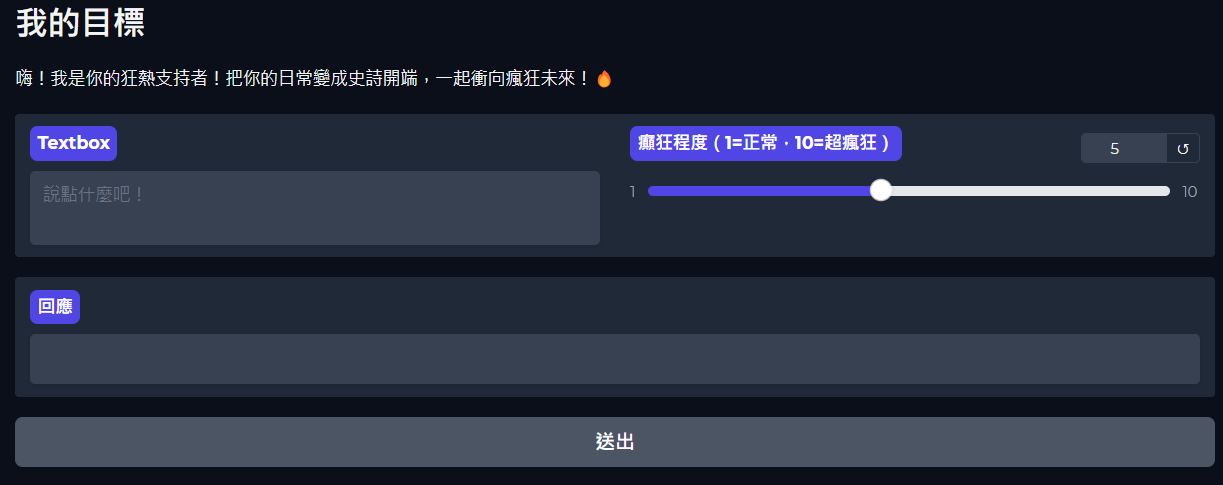 我的目標
嗨！我是你的狂熱支持者！把你的日常變成史詩開端，一起衝向瘋狂未來！🔥
Textbox
癲狂程度（1=正常，10=超瘋狂）
5
↺
說點什麼吧！
1
10
回應
送出